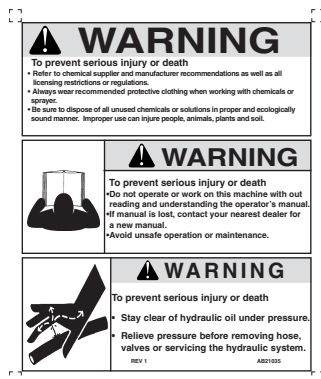 WARNING
To prevent serious injury or death
• Refer to chemical supplier and manufacturer recommendations as well as all
licensing restrictions or regulations.
• Always wear recommended protective clothing when working with chemicals or
sprayer.
• Be sure to dispose of all unused chemicals or solutions in proper and ecologically
sound manner. Improper use can injure people, animals, plants and soil.
WARNING
To prevent serious injury or death
•Do not operate or work on this machine with out
reading and understanding the operator's manual.
•If manual is lost, contact your nearest dealer for
a new manual.
•Avoid unsafe operation or maintenance.
WARNING
To prevent serious injury or death
• Stay clear of hydraulic oil under pressure.
• Relieve pressure before removing hose,
valves or servicing the hydraulic system.
REV 1 AB21035